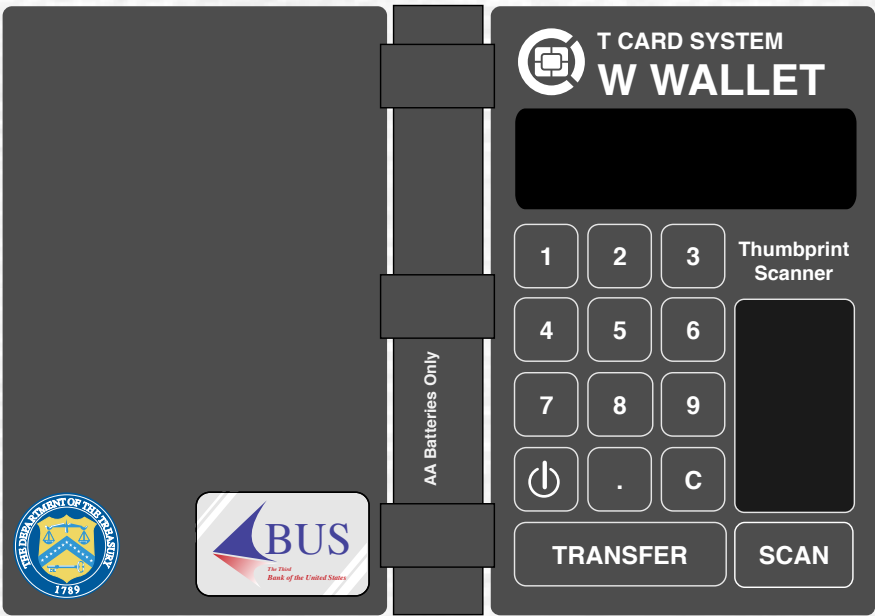 THE DEPARTMENT OF THE TREASURY
1789
BUS
The Third
Bank of the United States
AA Batteries Only
T CARD SYSTEM
W WALLET
1 2 3
Thumbprint
Scanner
4 5 6
7 8 9
. C
TRANSFER SCAN